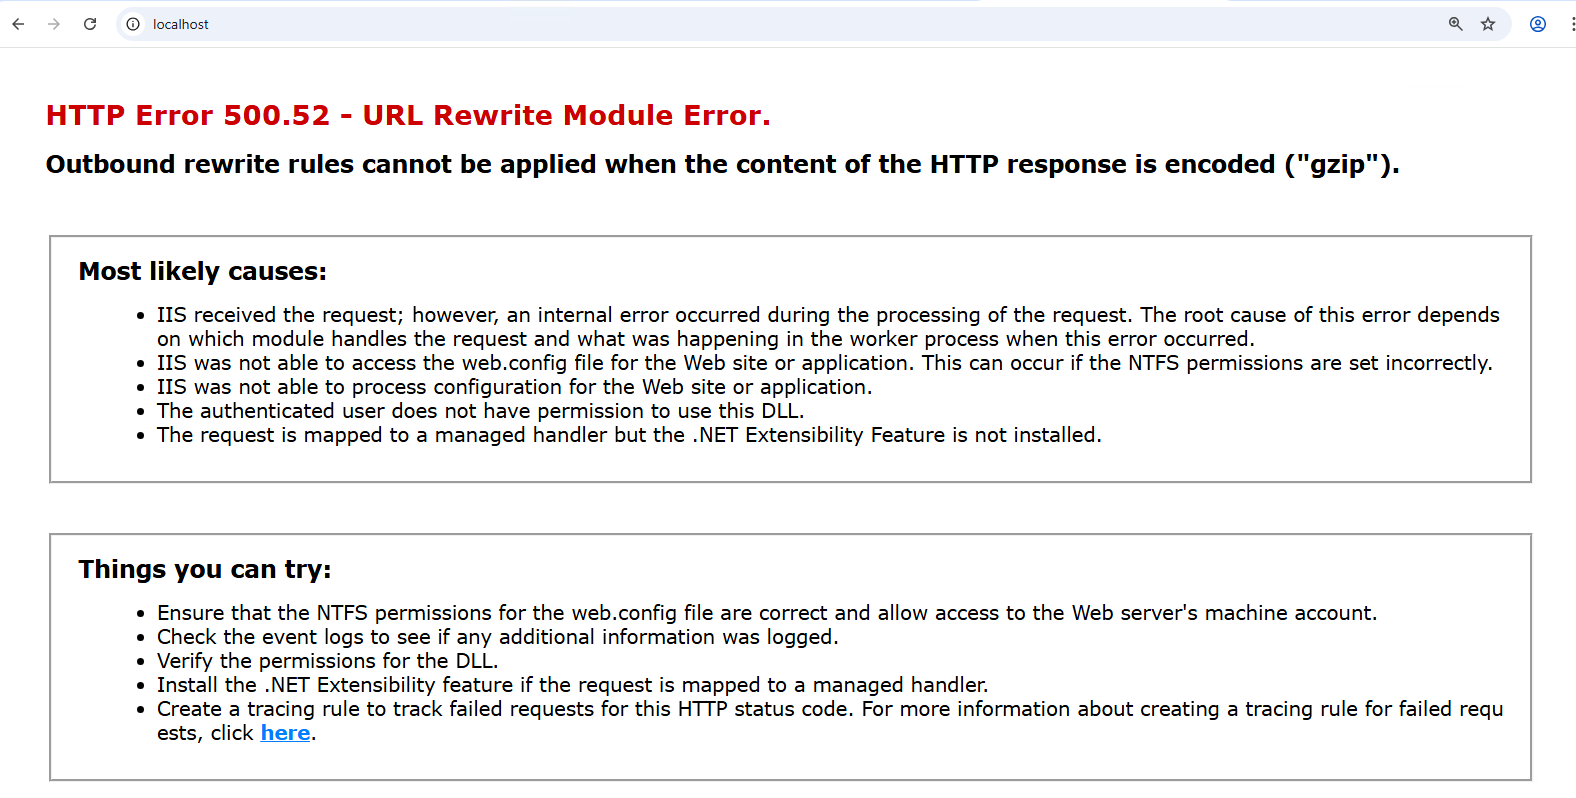 localhost
HTTP Error 500.52 - URL Rewrite Module Error.
Outbound rewrite rules cannot be applied when the content of the HTTP response is encoded ("gzip").
Most likely causes:
• IIS received the request; however, an internal error occurred during the processing of the request. The root cause of this error depends
on which module handles the request and what was happening in the worker process when this error occurred.
• IIS was not able to access the web.config file for the Web site or application. This can occur if the NTFS permissions are set incorrectly.
• IIS was not able to process configuration for the Web site or application.
• The authenticated user does not have permission to use this DLL.
• The request is mapped to a managed handler but the .NET Extensibility Feature is not installed.
Things you can try:
• Ensure that the NTFS permissions for the web.config file are correct and allow access to the Web server's machine account.
• Check the event logs to see if any additional information was logged.
• Verify the permissions for the DLL.
• Install the .NET Extensibility feature if the request is mapped to a managed handler.
• Create a tracing rule to track failed requests for this HTTP status code. For more information about creating a tracing rule for failed requ
ests, click here.